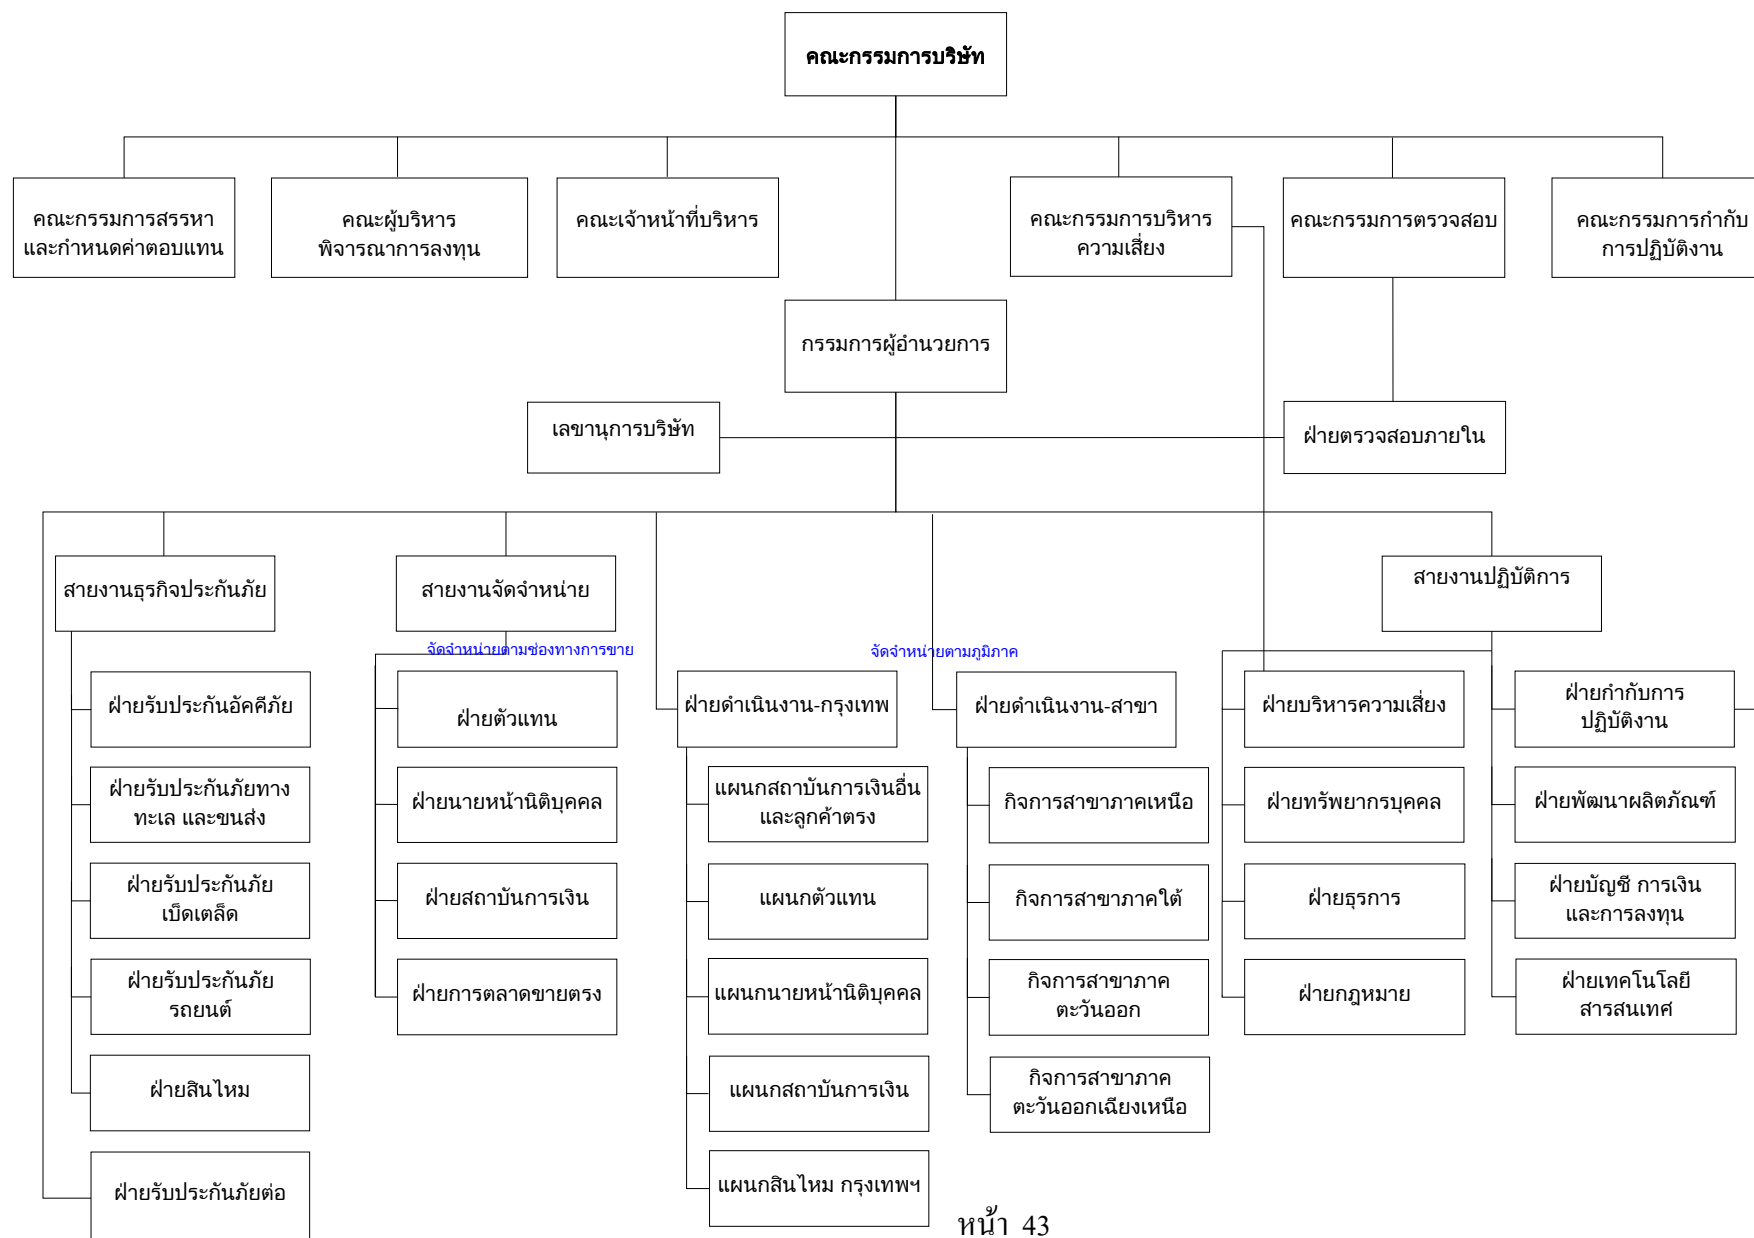 คณะกรรมการบริษัท
คณะกรรมการสรรหา
และกำหนดค่าตอบแทน
คณะผู้บริหาร
พิจารณาการลงทุน
คณะเจ้าหน้าที่บริหาร
คณะกรรมการบริหาร
ความเสี่ยง
คณะกรรมการตรวจสอบ
คณะกรรมการกำกับ
การปฏิบัติงาน
กรรมการผู้อำนวยการ
เลขานุการบริษัท
ฝ่ายตรวจสอบภายใน
สายงานธุรกิจประกันภัย
สายงานจัดจำหน่าย
สายงานปฏิบัติการ
จัดจำหน่ายตามช่องทางการขาย
จัดจำหน่ายตามภูมิภาค
ฝ่ายรับประกันอัคคีภัย
ฝ่ายรับประกันภัยทาง
ทะเล และขนส่ง
ฝ่ายรับประกันภัย
เบ็ดเตล็ด
ฝ่ายรับประกันภัย
รถยนต์
ฝ่ายสินไหม
ฝ่ายรับประกันภัยต่อ
ฝ่ายตัวแทน
ฝ่ายนายหน้านิติบุคคล
ฝ่ายสถาบันการเงิน
ฝ่ายการตลาดขายตรง
ฝ่ายดำเนินงาน-กรุงเทพ
แผนกสถาบันการเงินอื่น
และลูกค้าตรง
แผนกตัวแทน
แผนกนายหน้านิติบุคคล
แผนกสถาบันการเงิน
แผนกสินไหม กรุงเทพฯ
ฝ่ายดำเนินงาน-สาขา
กิจการสาขาภาคเหนือ
กิจการสาขาภาคใต้
กิจการสาขาภาค
ตะวันออก
กิจการสาขาภาค
ตะวันออกเฉียงเหนือ
ฝ่ายบริหารความเสี่ยง
ฝ่ายทรัพยากรบุคคล
ฝ่ายธุรการ
ฝ่ายกฎหมาย
ฝ่ายกำกับการ
ปฏิบัติงาน
ฝ่ายพัฒนาผลิตภัณฑ์
ฝ่ายบัญชี การเงิน
และการลงทุน
ฝ่ายเทคโนโลยี
สารสนเทศ
หน้า 43